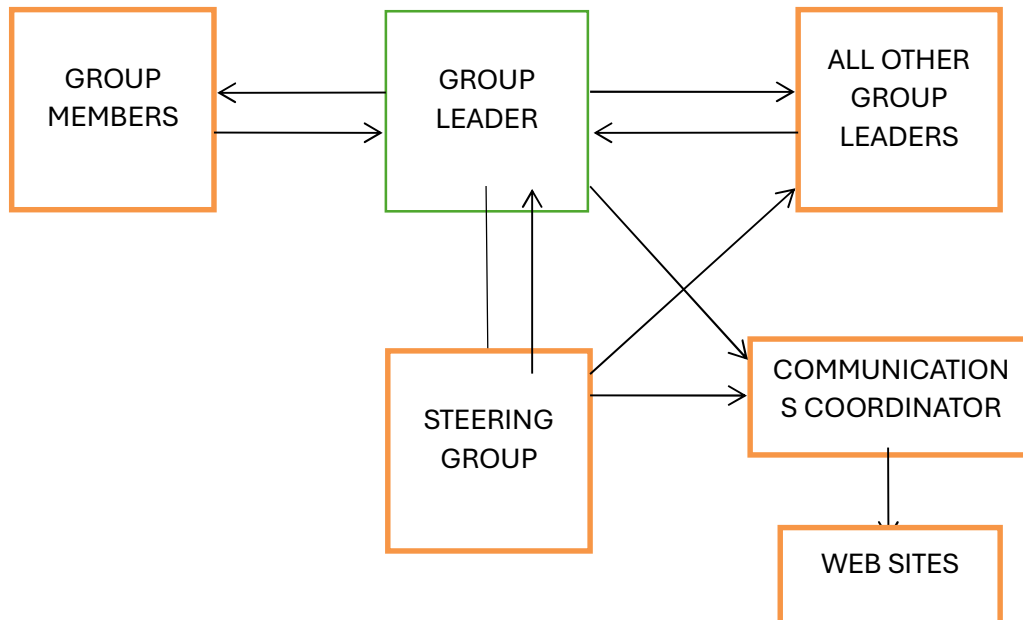 GROUP
MEMBERS
GROUP
LEADER
ALL OTHER
GROUP
LEADERS
STEERING
GROUP
COMMUNICATION
S COORDINATOR
WEB SITES